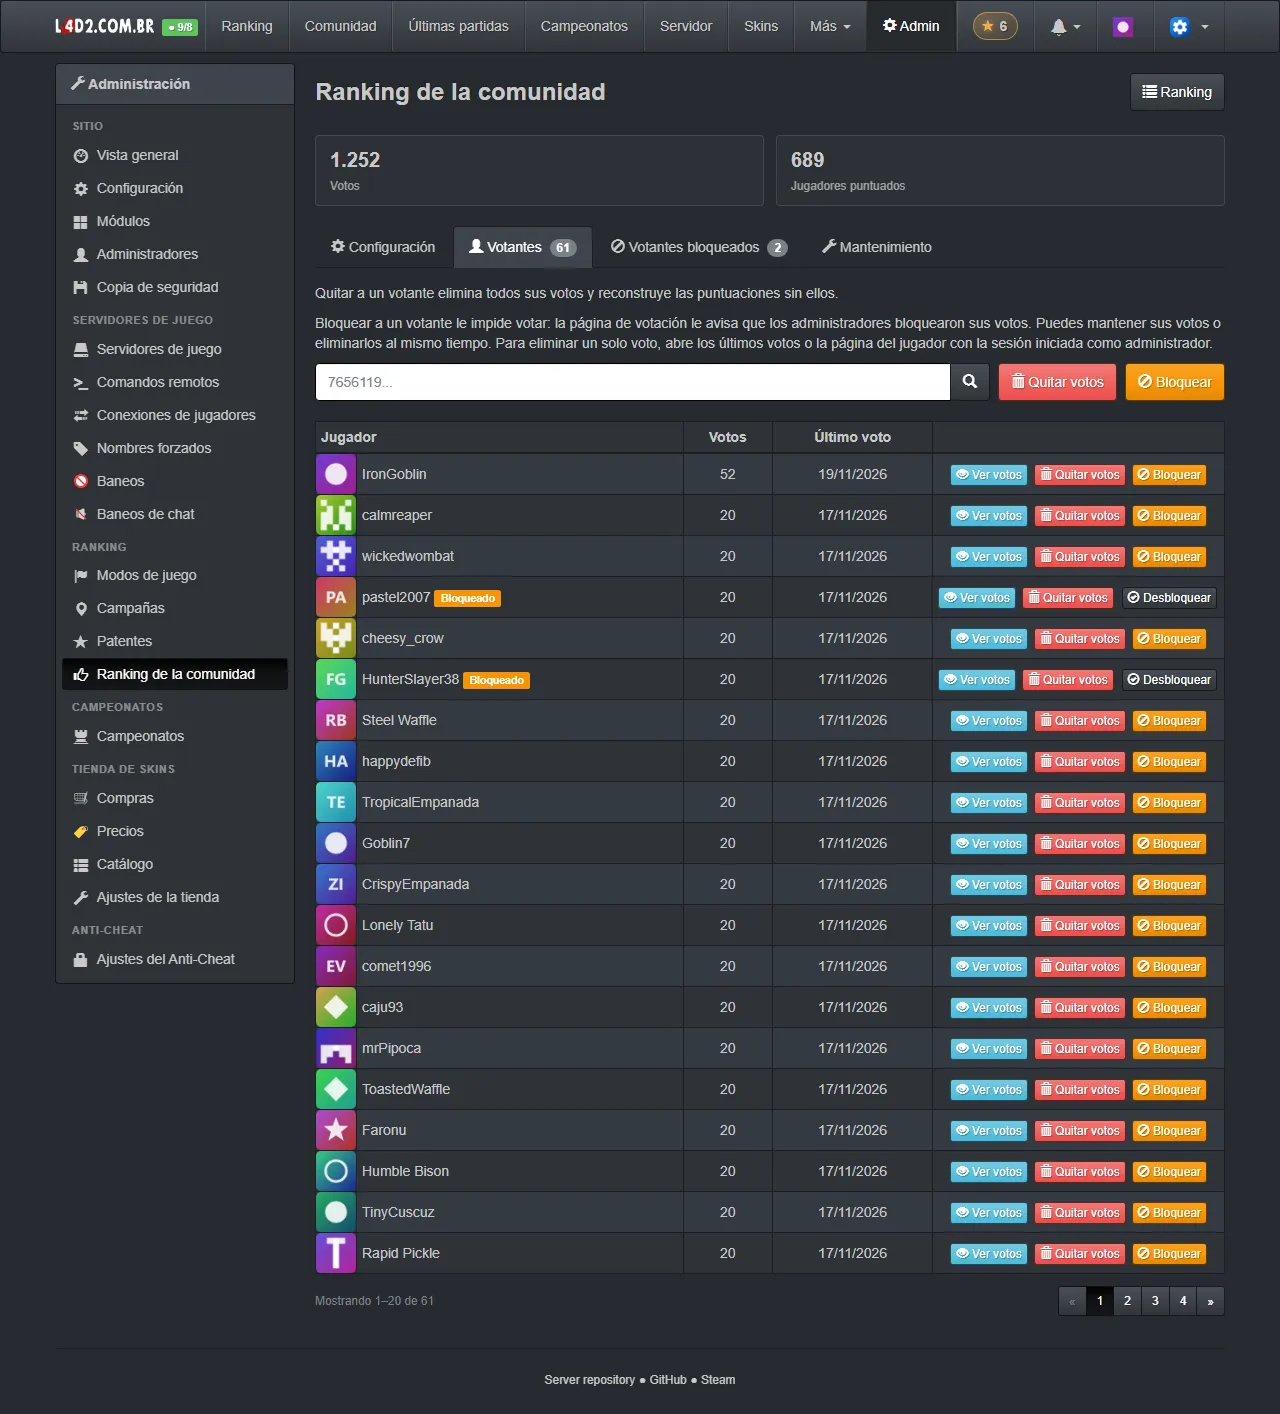 L4D2.COM.BR
9/8
Ranking
Comunidad
Últimas partidas
Campeonatos
Servidor
Skins
Más
Admin
6
Administración
SITIO
Vista general
Configuración
Módulos
Administradores
Copia de seguridad
SERVIDORES DE JUEGO
Servidores de juego
Comandos remotos
Conexiones de jugadores
Nombres forzados
Baneos
Baneos de chat
RANKING
Modos de juego
Campañas
Patentes
Ranking de la comunidad
CAMPEONATOS
Campeonatos
TIENDA DE SKINS
Compras
Precios
Catálogo
Ajustes de la tienda
ANTI-CHEAT
Ajustes del Anti-Cheat
Ranking de la comunidad
Ranking
1.252
Votos
689
Jugadores puntuados
Configuración
Votantes 61
Votantes bloqueados 2
Mantenimiento
Quitar a un votante elimina todos sus votos y reconstruye las puntuaciones sin ellos.
Bloquear a un votante le impide votar: la página de votación le avisa que los administradores bloquearon sus votos. Puedes mantener sus votos o
eliminarlos al mismo tiempo. Para eliminar un solo voto, abre los últimos votos o la página del jugador con la sesión iniciada como administrador.
7656119...
Quitar votos
Bloquear
Jugador Votos Último voto
IronGoblin 52 19/11/2026 Ver votos Quitar votos Bloquear
calmreaper 20 17/11/2026 Ver votos Quitar votos Bloquear
wickedwombat 20 17/11/2026 Ver votos Quitar votos Bloquear
PA pastel2007 Bloqueado 20 17/11/2026 Ver votos Quitar votos Desbloquear
cheesy_crow 20 17/11/2026 Ver votos Quitar votos Bloquear
FG HunterSlayer38 Bloqueado 20 17/11/2026 Ver votos Quitar votos Desbloquear
RB Steel Waffle 20 17/11/2026 Ver votos Quitar votos Bloquear
HA happydefib 20 17/11/2026 Ver votos Quitar votos Bloquear
TE TropicalEmpanada 20 17/11/2026 Ver votos Quitar votos Bloquear
Goblin7 20 17/11/2026 Ver votos Quitar votos Bloquear
ZI CrispyEmpanada 20 17/11/2026 Ver votos Quitar votos Bloquear
Lonely Tatu 20 17/11/2026 Ver votos Quitar votos Bloquear
EV comet1996 20 17/11/2026 Ver votos Quitar votos Bloquear
caju93 20 17/11/2026 Ver votos Quitar votos Bloquear
mrPipoca 20 17/11/2026 Ver votos Quitar votos Bloquear
ToastedWaffle 20 17/11/2026 Ver votos Quitar votos Bloquear
Faronu 20 17/11/2026 Ver votos Quitar votos Bloquear
Humble Bison 20 17/11/2026 Ver votos Quitar votos Bloquear
TinyCuscuz 20 17/11/2026 Ver votos Quitar votos Bloquear
T Rapid Pickle 20 17/11/2026 Ver votos Quitar votos Bloquear
Mostrando 1–20 de 61
« 1 2 3 4 »
Server repository ● GitHub ● Steam